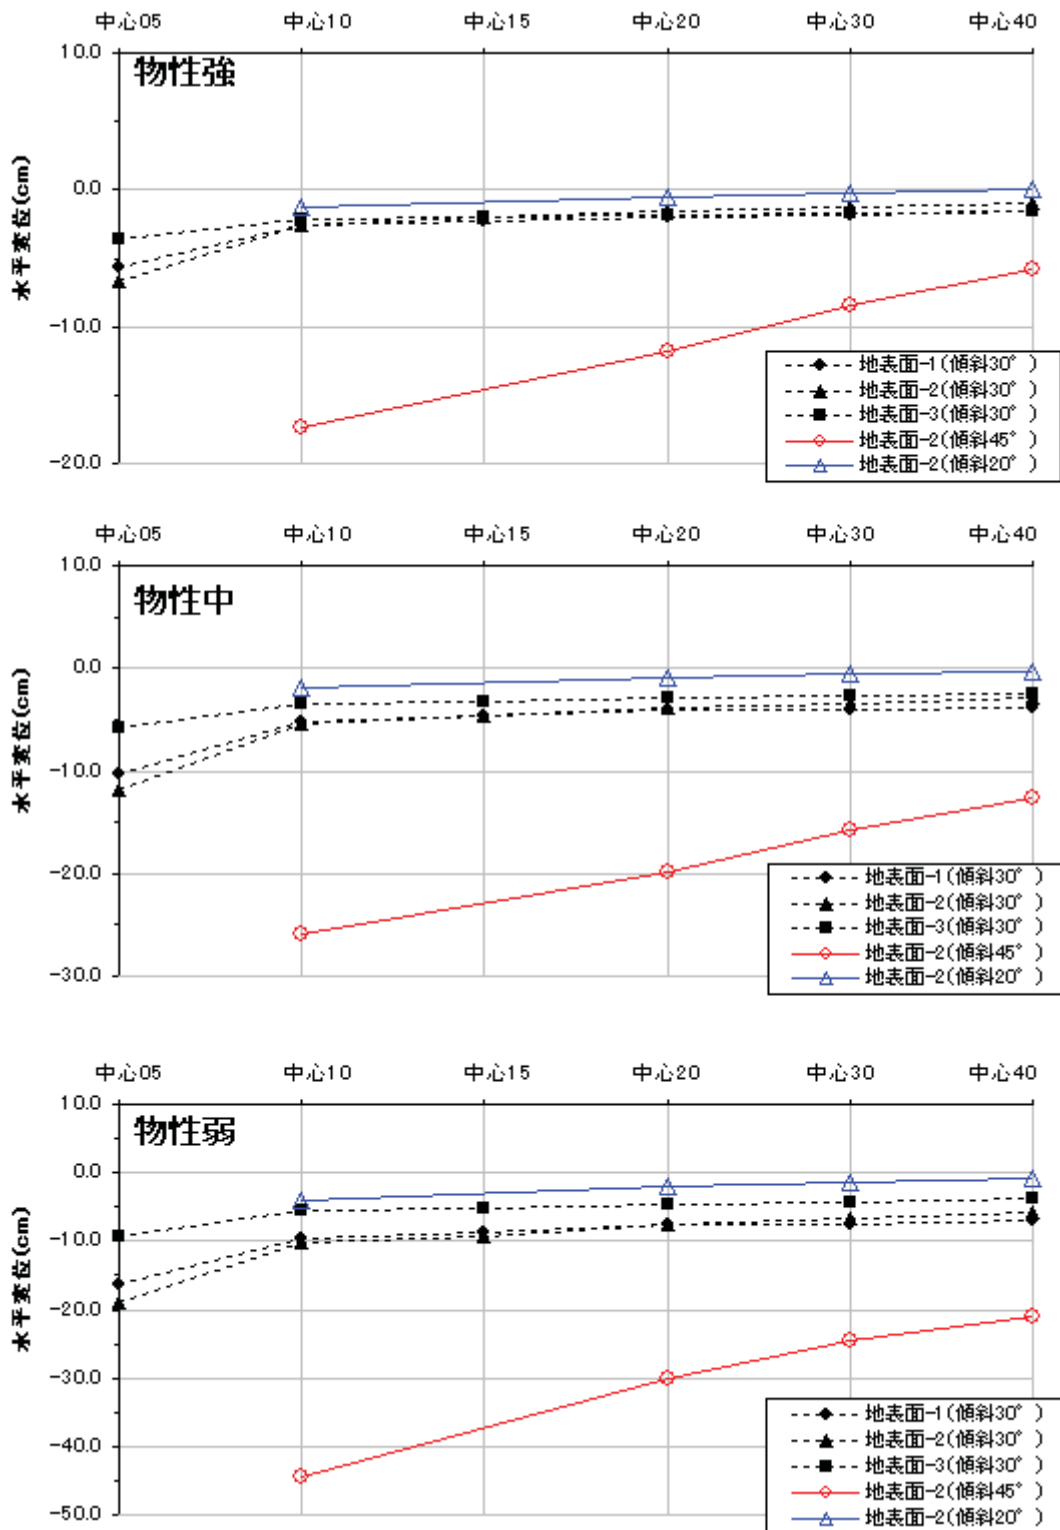 中心05 中心10 中心15 中心20 中心30 中心40
10.0
物性強
0.0
水平変位(cm)
-10.0
-20.0
地表面-1(傾斜30°)
地表面-2(傾斜30°)
地表面-3(傾斜30°)
地表面-2(傾斜45°)
地表面-2(傾斜20°)
中心05 中心10 中心15 中心20 中心30 中心40
10.0
物性中
0.0
水平変位(cm)
-10.0
-20.0
-30.0
地表面-1(傾斜30°)
地表面-2(傾斜30°)
地表面-3(傾斜30°)
地表面-2(傾斜45°)
地表面-2(傾斜20°)
中心05 中心10 中心15 中心20 中心30 中心40
10.0
物性弱
0.0
-10.0
水平変位(cm)
-20.0
-30.0
-40.0
-50.0
地表面-1(傾斜30°)
地表面-2(傾斜30°)
地表面-3(傾斜30°)
地表面-2(傾斜45°)
地表面-2(傾斜20°)